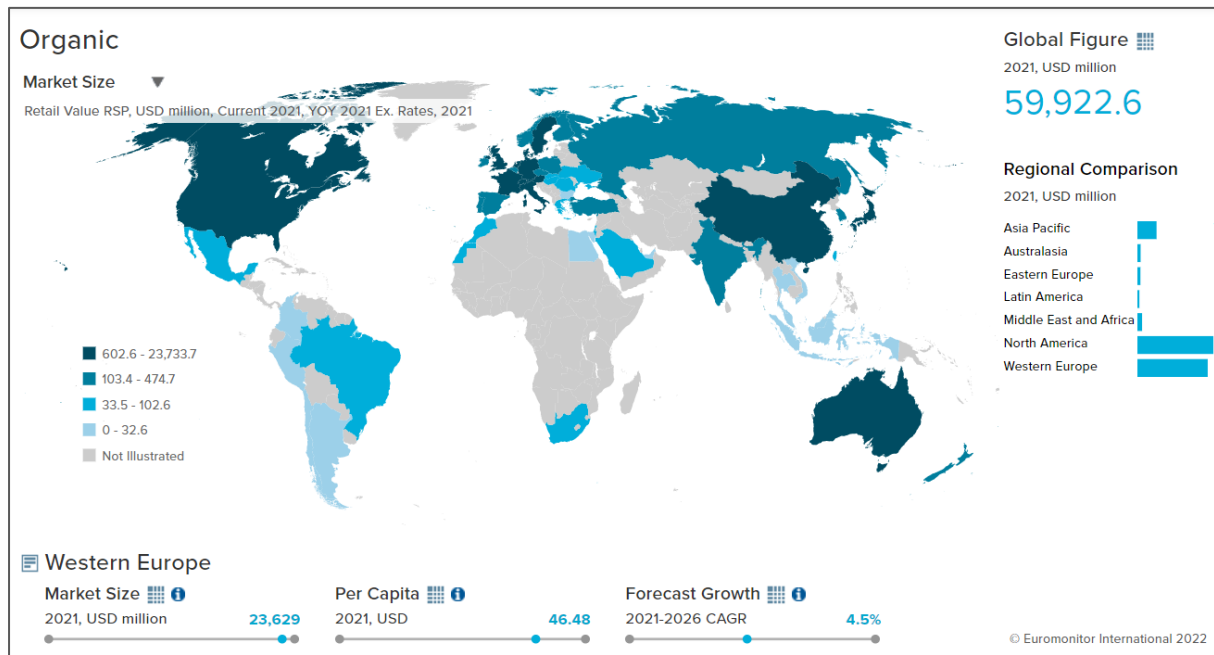 Organic
Market Size
Retail Value RSP, USD million, Current 2021, YOY 2021 Ex. Rates, 2021
602.6 - 23,733.7
103.4 - 474.7
33.5 - 102.6
0 - 32.6
Not Illustrated
Global Figure
2021, USD million
59,922.6
Regional Comparison
2021, USD million
Asia Pacific
Australasia
Eastern Europe
Latin America
Middle East and Africa
North America
Western Europe
Western Europe
Market Size
2021, USD million 23,629
Per Capita
2021, USD 46.48
Forecast Growth
2021-2026 CAGR 4.5%
© Euromonitor International 2022